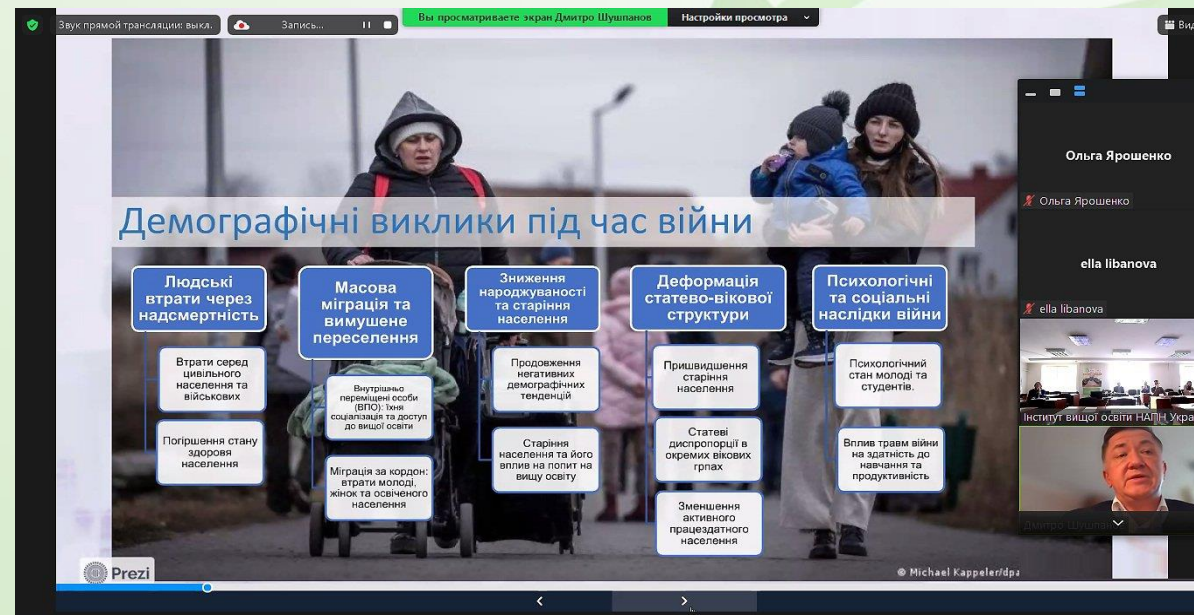 Звук прямой трансляции: выкл.
Запись...
Вы просматриваете экран Дмитро Шушпанов
Настройки просмотра
Вид
Демографічні виклики під час війни
Людські
втрати через
надсмертність
Втрати серед
цивільного
населення та
військових
Погіршення стану
здоровя
населення
Масова
міграція та
вимушене
переселення
Внутрішньо
переміщені особи
(ВПО): їхня
соціалізація та доступ
до вищої освіти
Міграція за кордон:
втрати молоді,
жінок та освіченого
населення
Зниження
народжуваності
та старіння
населення
Продовження
негативних
демографічних
тенденцій
Старіння
населення та його
вплив на попит на
вищу освіту
Деформація
статево-вікової
структури
Пришвидшення
старіння
населення
Статеві
диспропорції в
окремих вікових
грпах
Зменшення
активного
працездатного
населення
Психологічні
та соціальні
наслідки війни
Психологічний
стан молоді та
студентів.
Вплив травм війни
на здатність до
навчання та
продуктивність
Prezi
© Michael Kappeler/dpa
Ольга Ярошенко
Ольга Ярошенко
ella libanova
ella libanova
Інститут вищої освіти НАПН Укра
Дмитро Шушпан